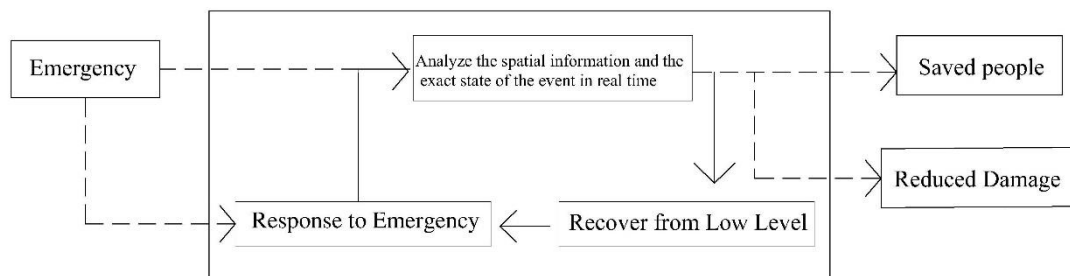 Emergency
Analyze the spatial information and the
exact state of the event in real time
Saved people
Reduced Damage
Response to Emergency
Recover from Low Level